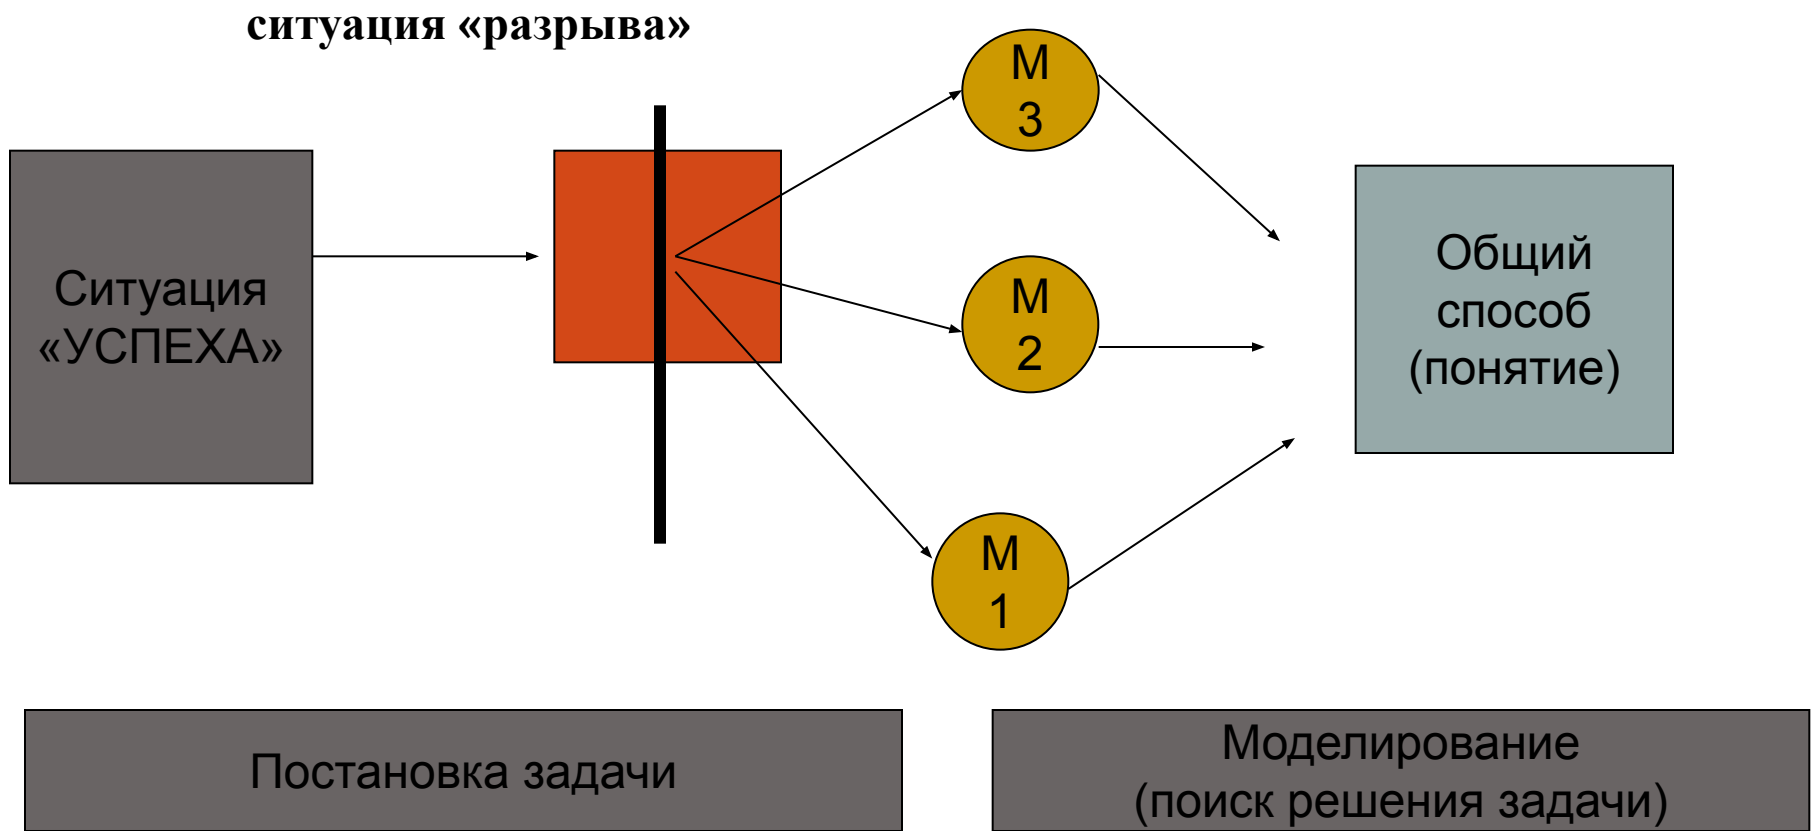 ситуация «разрыва»
Ситуация
«УСПЕХА»
М
3
М
2
М
1
Общий
способ
(понятие)
Постановка задачи
Моделирование
(поиск решения задачи)